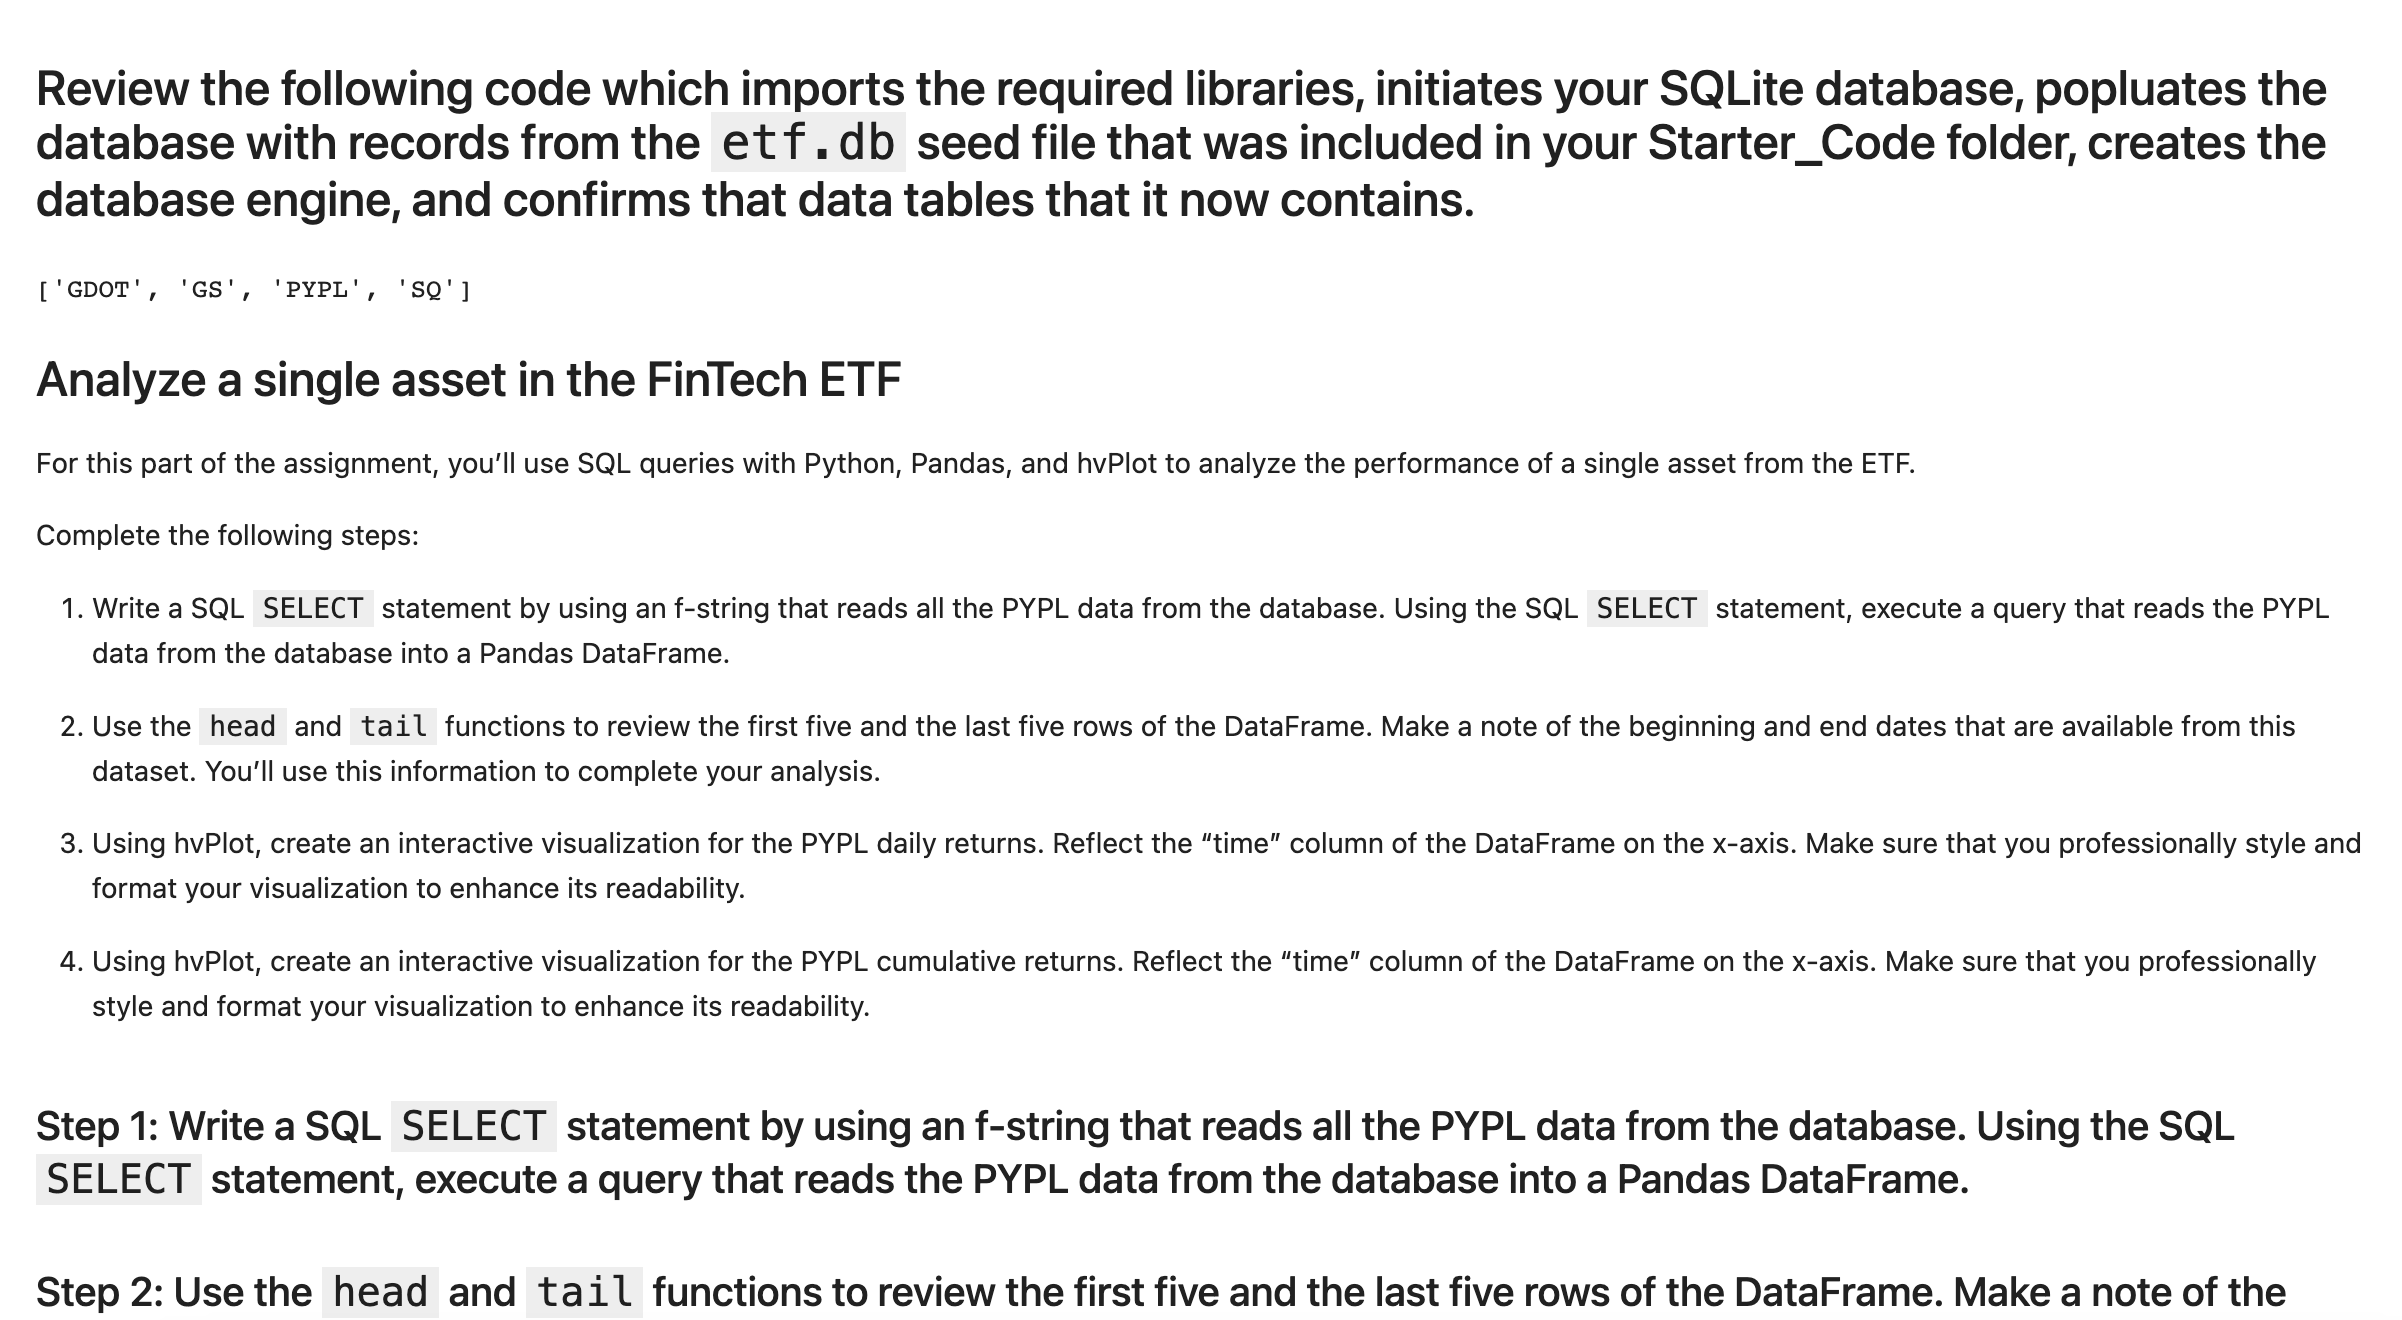 Review the following code which imports the required libraries, initiates your SQLite database, popluates the
database with records from the etf.db seed file that was included in your Starter_Code folder, creates the
database engine, and confirms that data tables that it now contains.
['GDOT', 'GS', 'PYPL', 'SQ']
Analyze a single asset in the FinTech ETF
For this part of the assignment, you’ll use SQL queries with Python, Pandas, and hvPlot to analyze the performance of a single asset from the ETF.
Complete the following steps:
1. Write a SQL SELECT statement by using an f-string that reads all the PYPL data from the database. Using the SQL SELECT statement, execute a query that reads the PYPL
data from the database into a Pandas DataFrame.
2. Use the head and tail functions to review the first five and the last five rows of the DataFrame. Make a note of the beginning and end dates that are available from this
dataset. You’ll use this information to complete your analysis.
3. Using hvPlot, create an interactive visualization for the PYPL daily returns. Reflect the “time” column of the DataFrame on the x-axis. Make sure that you professionally style and
format your visualization to enhance its readability.
4. Using hvPlot, create an interactive visualization for the PYPL cumulative returns. Reflect the “time” column of the DataFrame on the x-axis. Make sure that you professionally
style and format your visualization to enhance its readability.
Step 1: Write a SQL SELECT statement by using an f-string that reads all the PYPL data from the database. Using the SQL
SELECT statement, execute a query that reads the PYPL data from the database into a Pandas DataFrame.
Step 2: Use the head and tail functions to review the first five and the last five rows of the DataFrame. Make a note of the